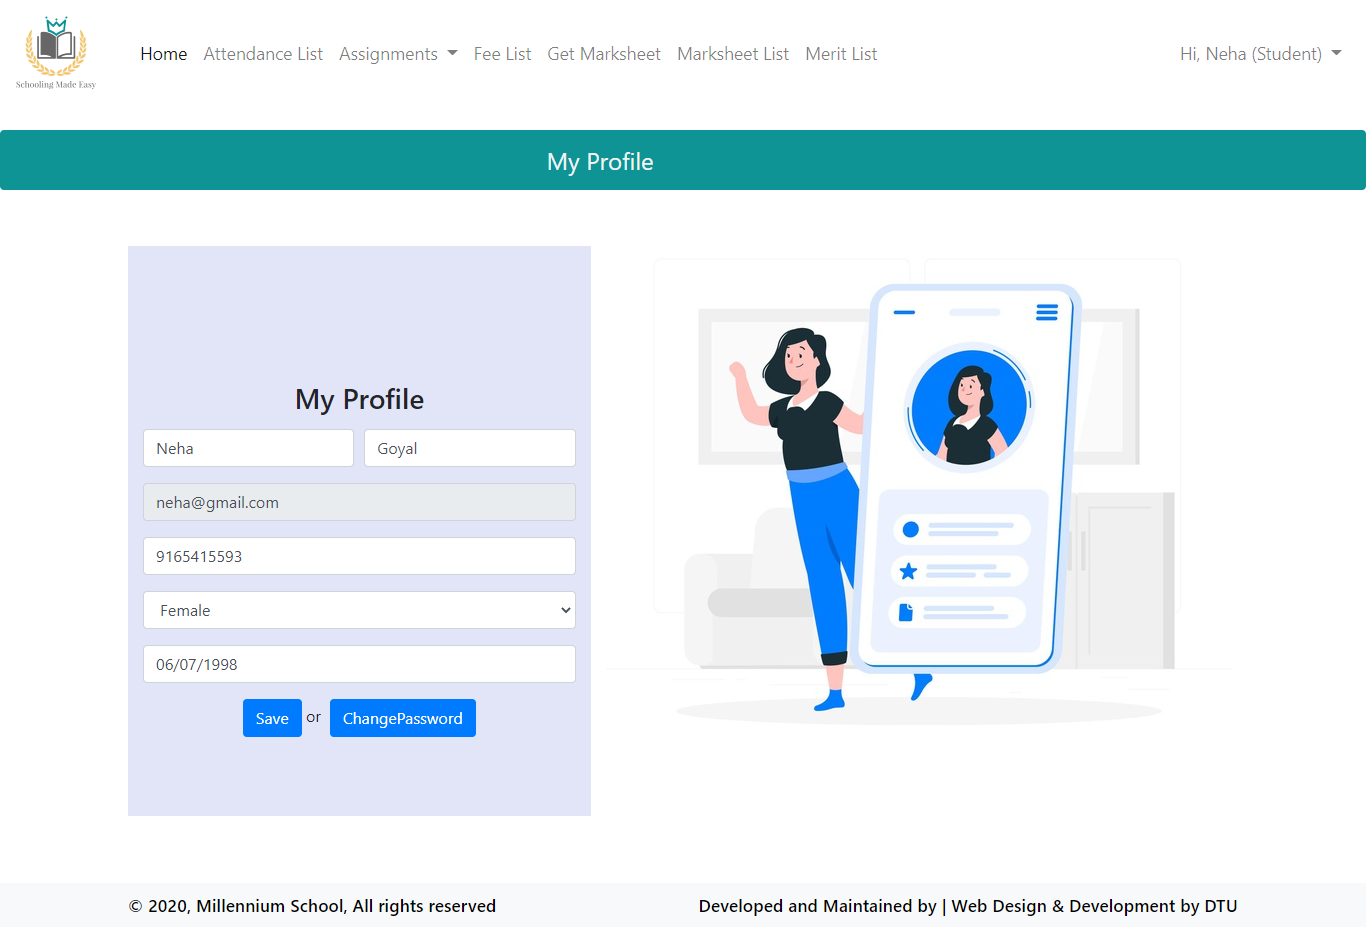 Schooling Made Easy
Home Attendance List Assignments Fee List Get Marksheet Marksheet List Merit List Hi, Neha (Student)
My Profile
My Profile
Neha Goyal
neha@gmail.com
9165415593
Female
06/07/1998
Save or ChangePassword
© 2020, Millennium School, All rights reserved Developed and Maintained by | Web Design & Development by DTU